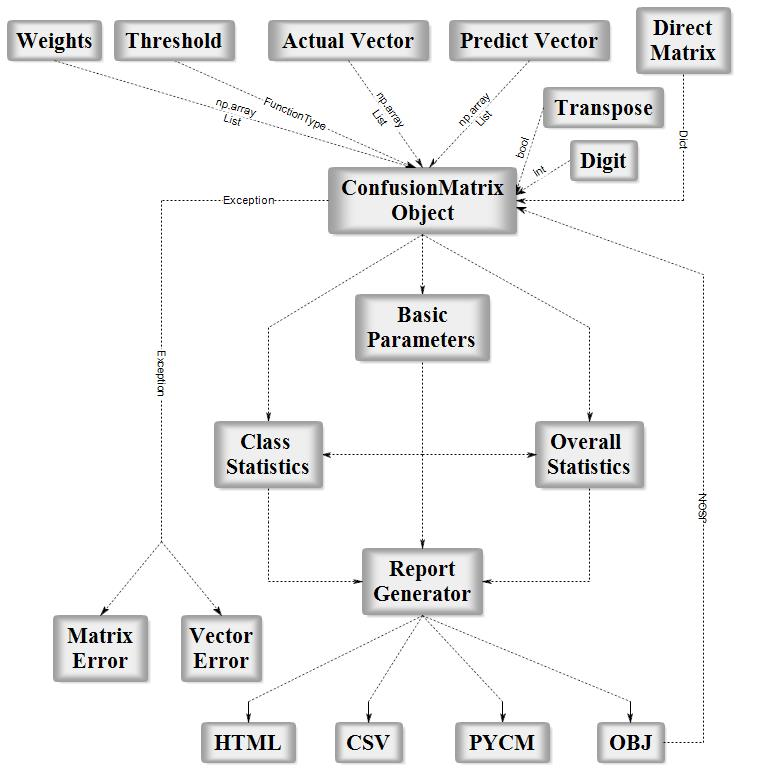 Weights
Threshold
Actual Vector
Predict Vector
Direct
Matrix
np.array
List
FunctionType
np.array
List
np.array
List
Transpose
bool
Digit
Int
Dict
ConfusionMatrix
Object
Exception
Exception
Basic
Parameters
Class
Statistics
Overall
Statistics
JSON
Report
Generator
Matrix
Error
Vector
Error
HTML
CSV
PYCM
OBJ